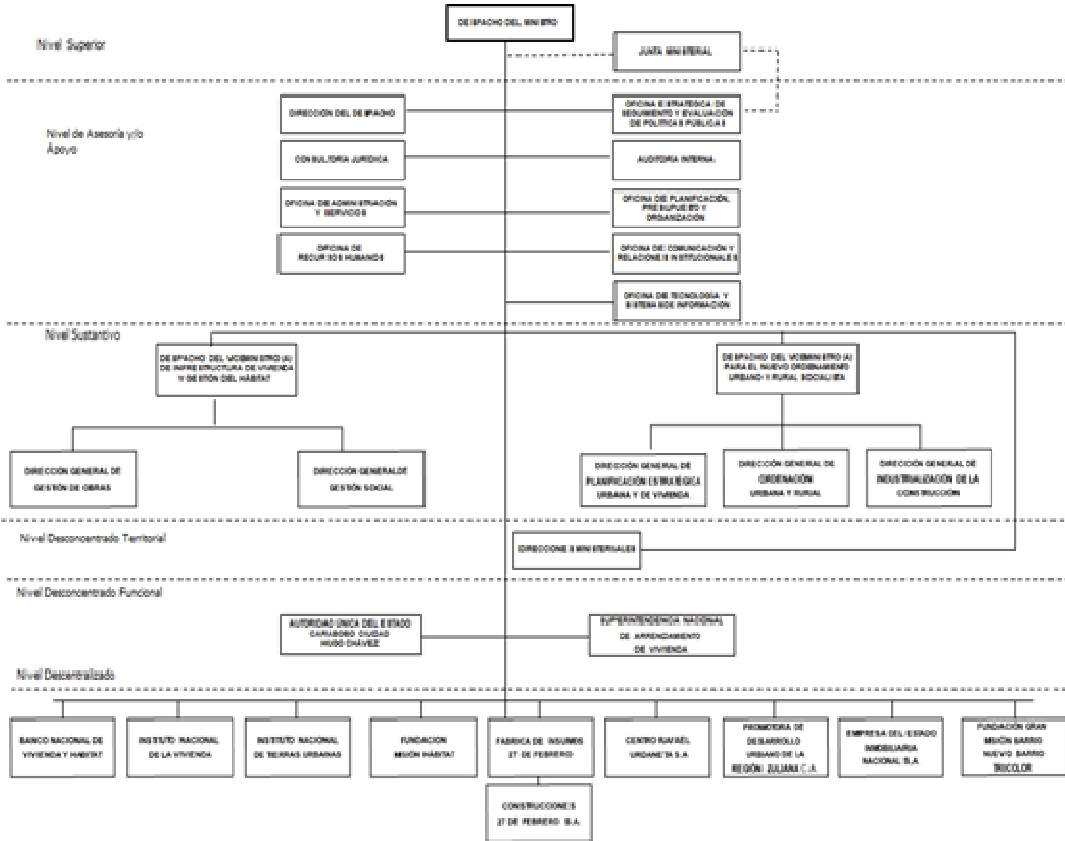 DESPACHO DEL MINISTRO
Nivel Superior
JUNTA MINISTERIAL
DIRECCIÓN DEL DESPACHO
OFICINA ESTRATÉGICA DE
SEGUIMIENTO Y EVALUACIÓN
DE POLÍTICAS PÚBLICAS
Nivel de Asesoría y/o
Apoyo
CONSULTORÍA JURÍDICA
AUDITORÍA INTERNA
OFICINA DE ADMINISTRACIÓN
Y SERVICIOS
OFICINA DE PLANIFICACIÓN,
PRESUPUESTO Y
ORGANIZACIÓN
OFICINA DE
RECURSOS HUMANOS
OFICINA DE COMUNICACIÓN Y
RELACIONES INSTITUCIONALES
OFICINA DE TECNOLOGÍA Y
SISTEMAS DE INFORMACIÓN
Nivel Sustantivo
DESPACHO DEL VICEMINISTRO (A)
DE INFRESTRUCTURA DE VIVIENDA
Y GESTIÓN DEL HÁBITAT
DESPACHO DEL VICEMINISTRO (A)
PARA EL NUEVO ORDENAMIENTO
URBANO Y RURAL SOCIALISTA
DIRECCIÓN GENERAL DE
GESTIÓN DE OBRAS
DIRECCIÓN GENERAL DE
GESTIÓN SOCIAL
DIRECCIÓN GENERAL DE
PLANIFICACIÓN ESTRATÉGICA
URBANA Y DE VIVIENDA
DIRECCIÓN GENERAL DE
ORDENACIÓN
URBANA Y RURAL
DIRECCIÓN GENERAL DE
INDUSTRIALIZACIÓN DE LA
CONSTRUCCIÓN
Nivel Desconcentrado Territorial
DIRECCIONES MINISTERIALES
Nivel Desconcentrado Funcional
AUTORIDAD ÚNICA DEL ESTADO
CARABOBO CIUDAD
HUGO CHÁVEZ
SUPERINTENDENCIA NACIONAL
DE ARRENDAMIENTO
DE VIVIENDA
Nivel Descentralizado
BANCO NACIONAL DE
VIVIENDA Y HÁBITAT
INSTITUTO NACIONAL
DE LA VIVIENDA
INSTITUTO NACIONAL
DE TIERRAS URBANAS
FUNDACIÓN
MISIÓN HÁBITAT
FABRICA DE INSUMOS
27 DE FEBRERO
CENTRO RAFAEL
URDANETA S.A
PROMOTORA DE
DESARROLLO
URBANO DE LA
REGIÓN ZULIANA C.A.
EMPRESA DEL ESTADO
INMOBILIARIA
NACIONAL S.A
FUNDACIÓN GRAN
MISIÓN BARRIO
NUEVO BARRIO
TRICOLOR
CONSTRUCCIONES
27 DE FEBRERO S.A.